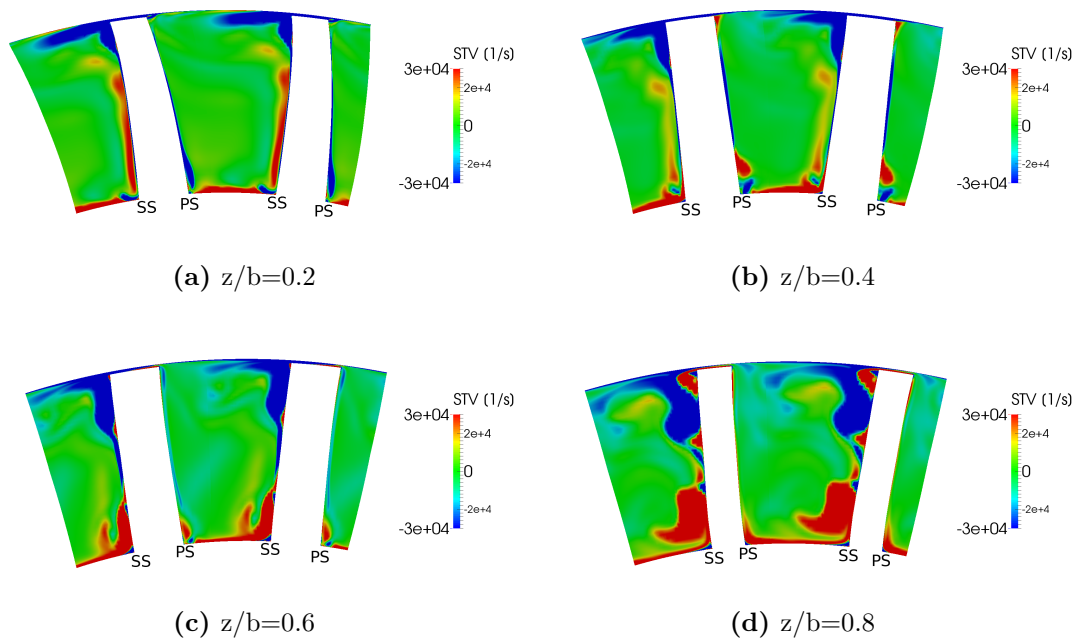 STV (1/s)
3e+04
2e+4
0
-2e+4
-3e+04
SS
PS
SS
PS
(a) z/b=0.2
STV (1/s)
3e+04
2e+4
0
-2e+4
-3e+04
SS
PS
SS
PS
(b) z/b=0.4
STV (1/s)
3e+04
2e+4
0
-2e+4
-3e+04
SS
PS
SS
PS
(c) z/b=0.6
STV (1/s)
3e+04
2e+4
0
-2e+4
-3e+04
SS
PS
SS
PS
(d) z/b=0.8